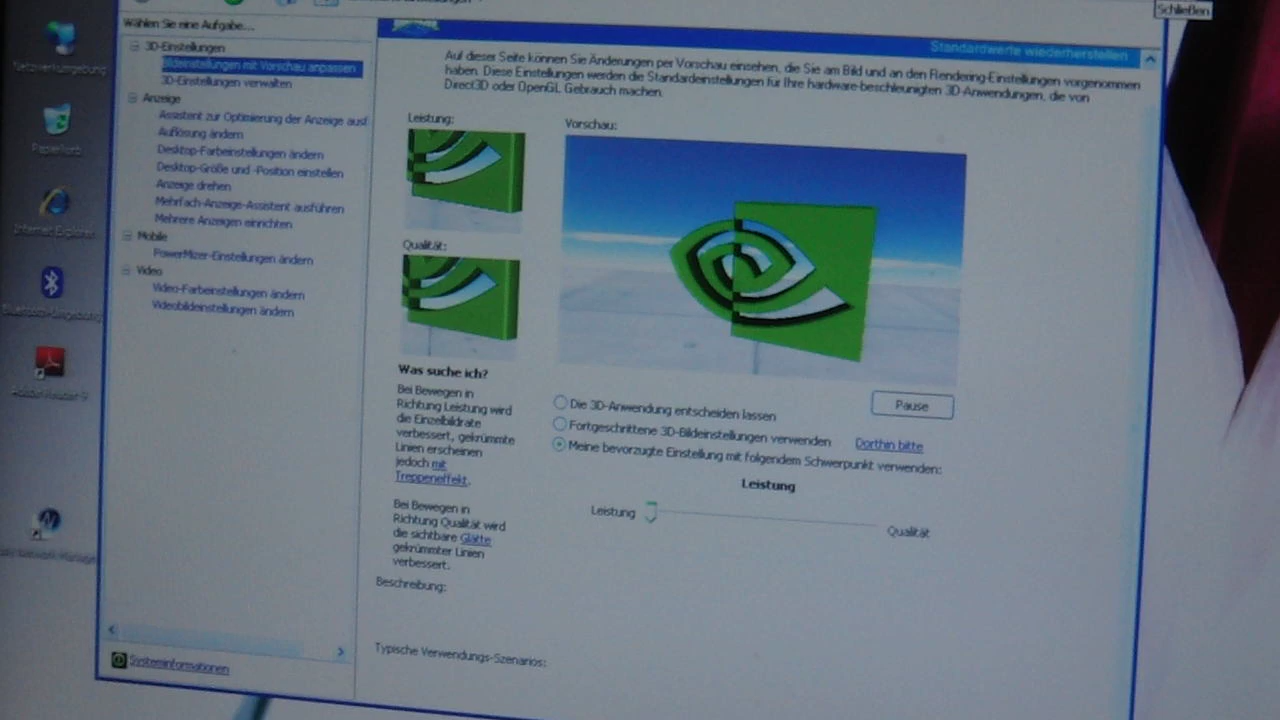 Schließen
Wählen Sie eine Aufgabe...
3D-Einstellungen
Bildeinstellungen mit Vorschau anpassen
3D-Einstellungen verwalten
Anzeige
Assistent zur Optimierung der Anzeige ausf
Auflösung ändern
Desktop-Farbeinstellungen ändern
Desktop-Größe und -Position einstellen
Anzeige drehen
Mehrfach-Anzeige-Assistent ausführen
Mehrere Anzeigen einrichten
Mobile
PowerMizer-Einstellungen ändern
Video
Video-Farbeinstellungen ändern
Videobildeinstellungen ändern
Systeminformationen
Netzwerkumgebung
Papierkorb
Internet Explorer
Bluetooth-Umgebung
Adobe Reader 9
Standardwerte wiederherstellen
Auf dieser Seite können Sie Änderungen per Vorschau einsehen, die Sie am Bild und an den Rendering-Einstellungen vorgenommen
haben. Diese Einstellungen werden die Standardeinstellungen für Ihre hardware-beschleunigten 3D-Anwendungen, die von
Direct3D oder OpenGL Gebrauch machen.
Leistung:
Vorschau:
Qualität:
Was suche ich?
Bei Bewegen in
Richtung Leistung wird
die Einzelbildrate
verbessert, gekrümmte
Linien erscheinen
jedoch mit
Treppeneffekt.
Bei Bewegen in
Richtung Qualität wird
die sichtbare Glätte
gekrümmter Linien
verbessert.
Die 3D-Anwendung entscheiden lassen
Pause
Fortgeschrittene 3D-Bildeinstellungen verwenden
Dorthin bitte
Meine bevorzugte Einstellung mit folgendem Schwerpunkt verwenden:
Leistung
Leistung
Qualität
Beschreibung:
Typische Verwendungs-Szenarios: